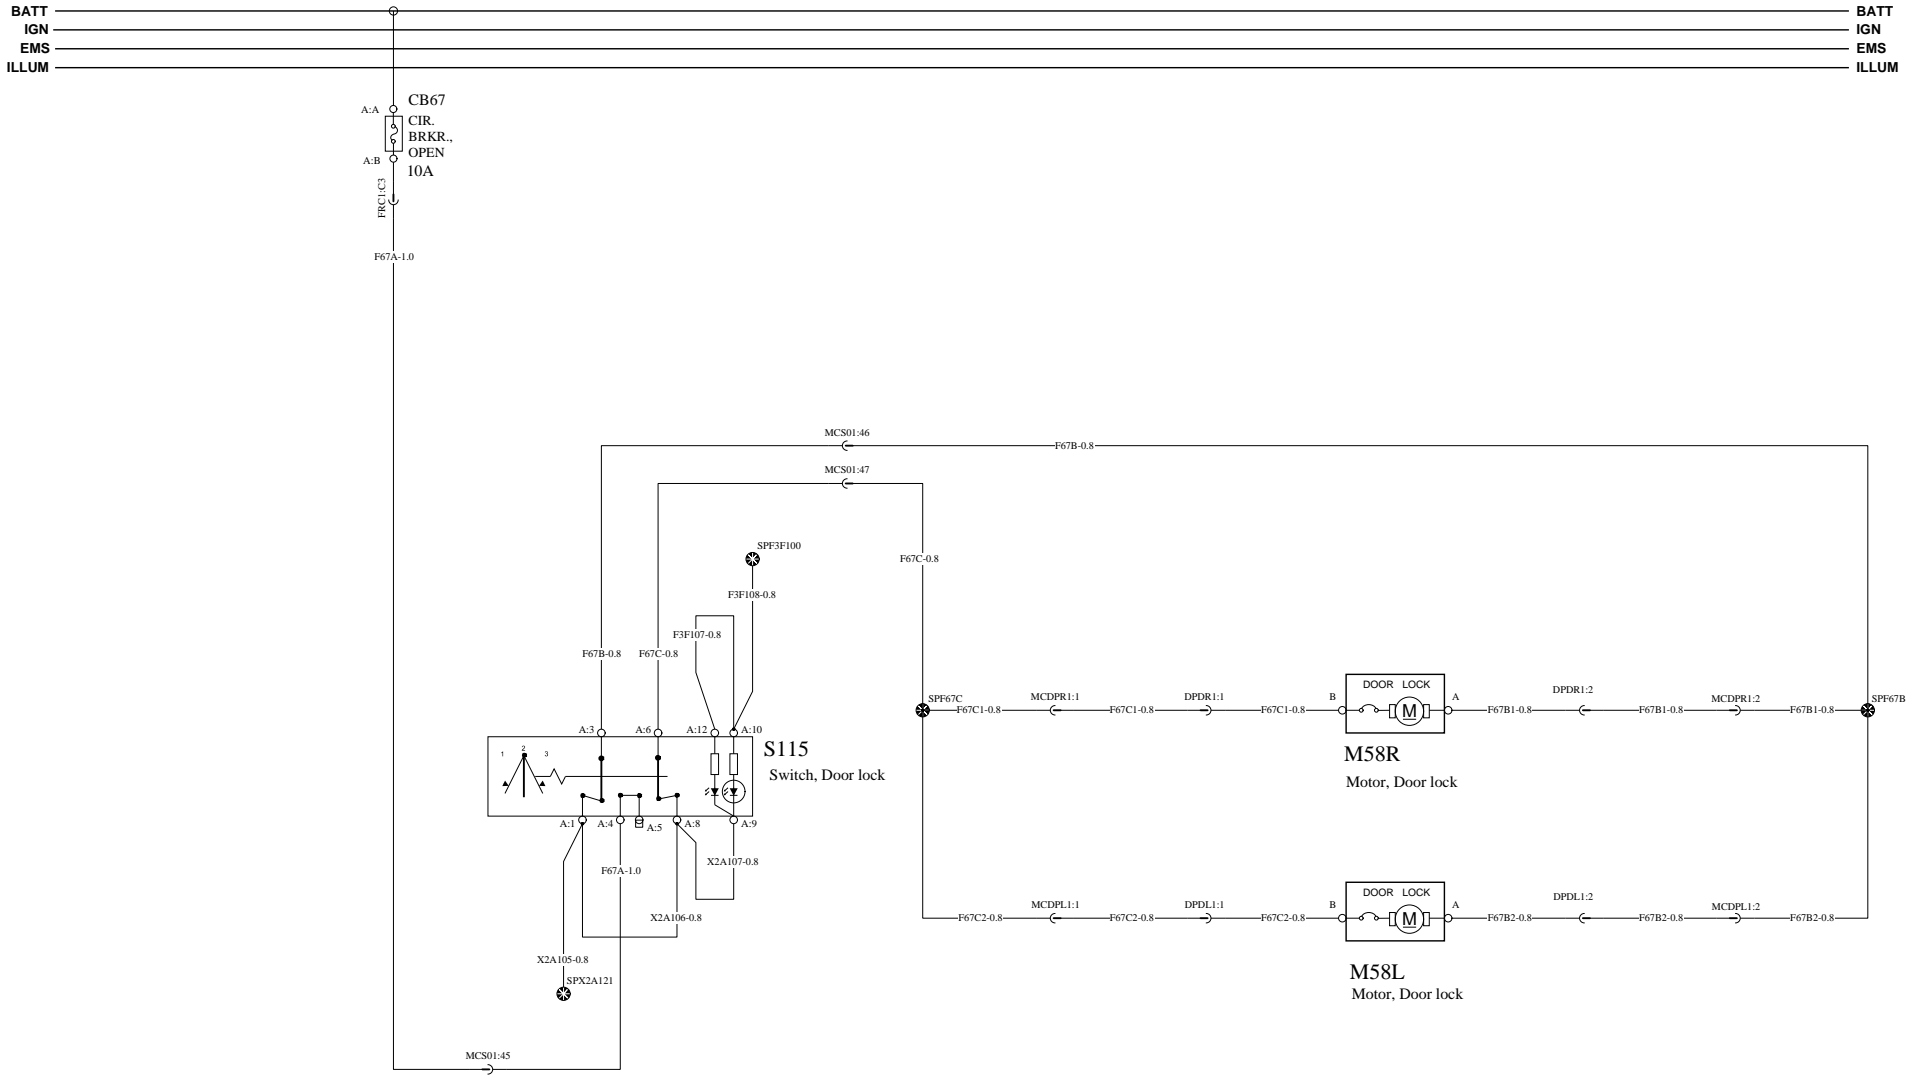 BATT
BATT
IGN
IGN
EMS
EMS
ILLUM
ILLUM
CB67
A:A
CIR.
BRKR.,
OPEN
A:B
10A
FRC1:C3
F67A-1.0
MCS01:46
F67B-0.8
MCS01:47
SPF3F100
F67C-0.8
F3F108-0.8
F3F107-0.8
F67B-0.8
F67C-0.8
SPF67C
F67C1-0.8
MCDPR1:1
F67C1-0.8
DPDR1:1
F67C1-0.8
B
DOOR LOCK
M
A
F67B1-0.8
DPDR1:2
F67B1-0.8
MCDPR1:2
F67B1-0.8
SPF67B
M58R
Motor, Door lock
A:3
A:6
A:12
A:10
S115
Switch, Door lock
1
2
3
A:1
A:4
A:5
A:8
A:9
X2A107-0.8
F67A-1.0
X2A106-0.8
X2A105-0.8
SPX2A121
F67C2-0.8
MCDPL1:1
F67C2-0.8
DPDL1:1
F67C2-0.8
B
DOOR LOCK
M
A
F67B2-0.8
DPDL1:2
F67B2-0.8
MCDPL1:2
F67B2-0.8
M58L
Motor, Door lock
MCS01:45